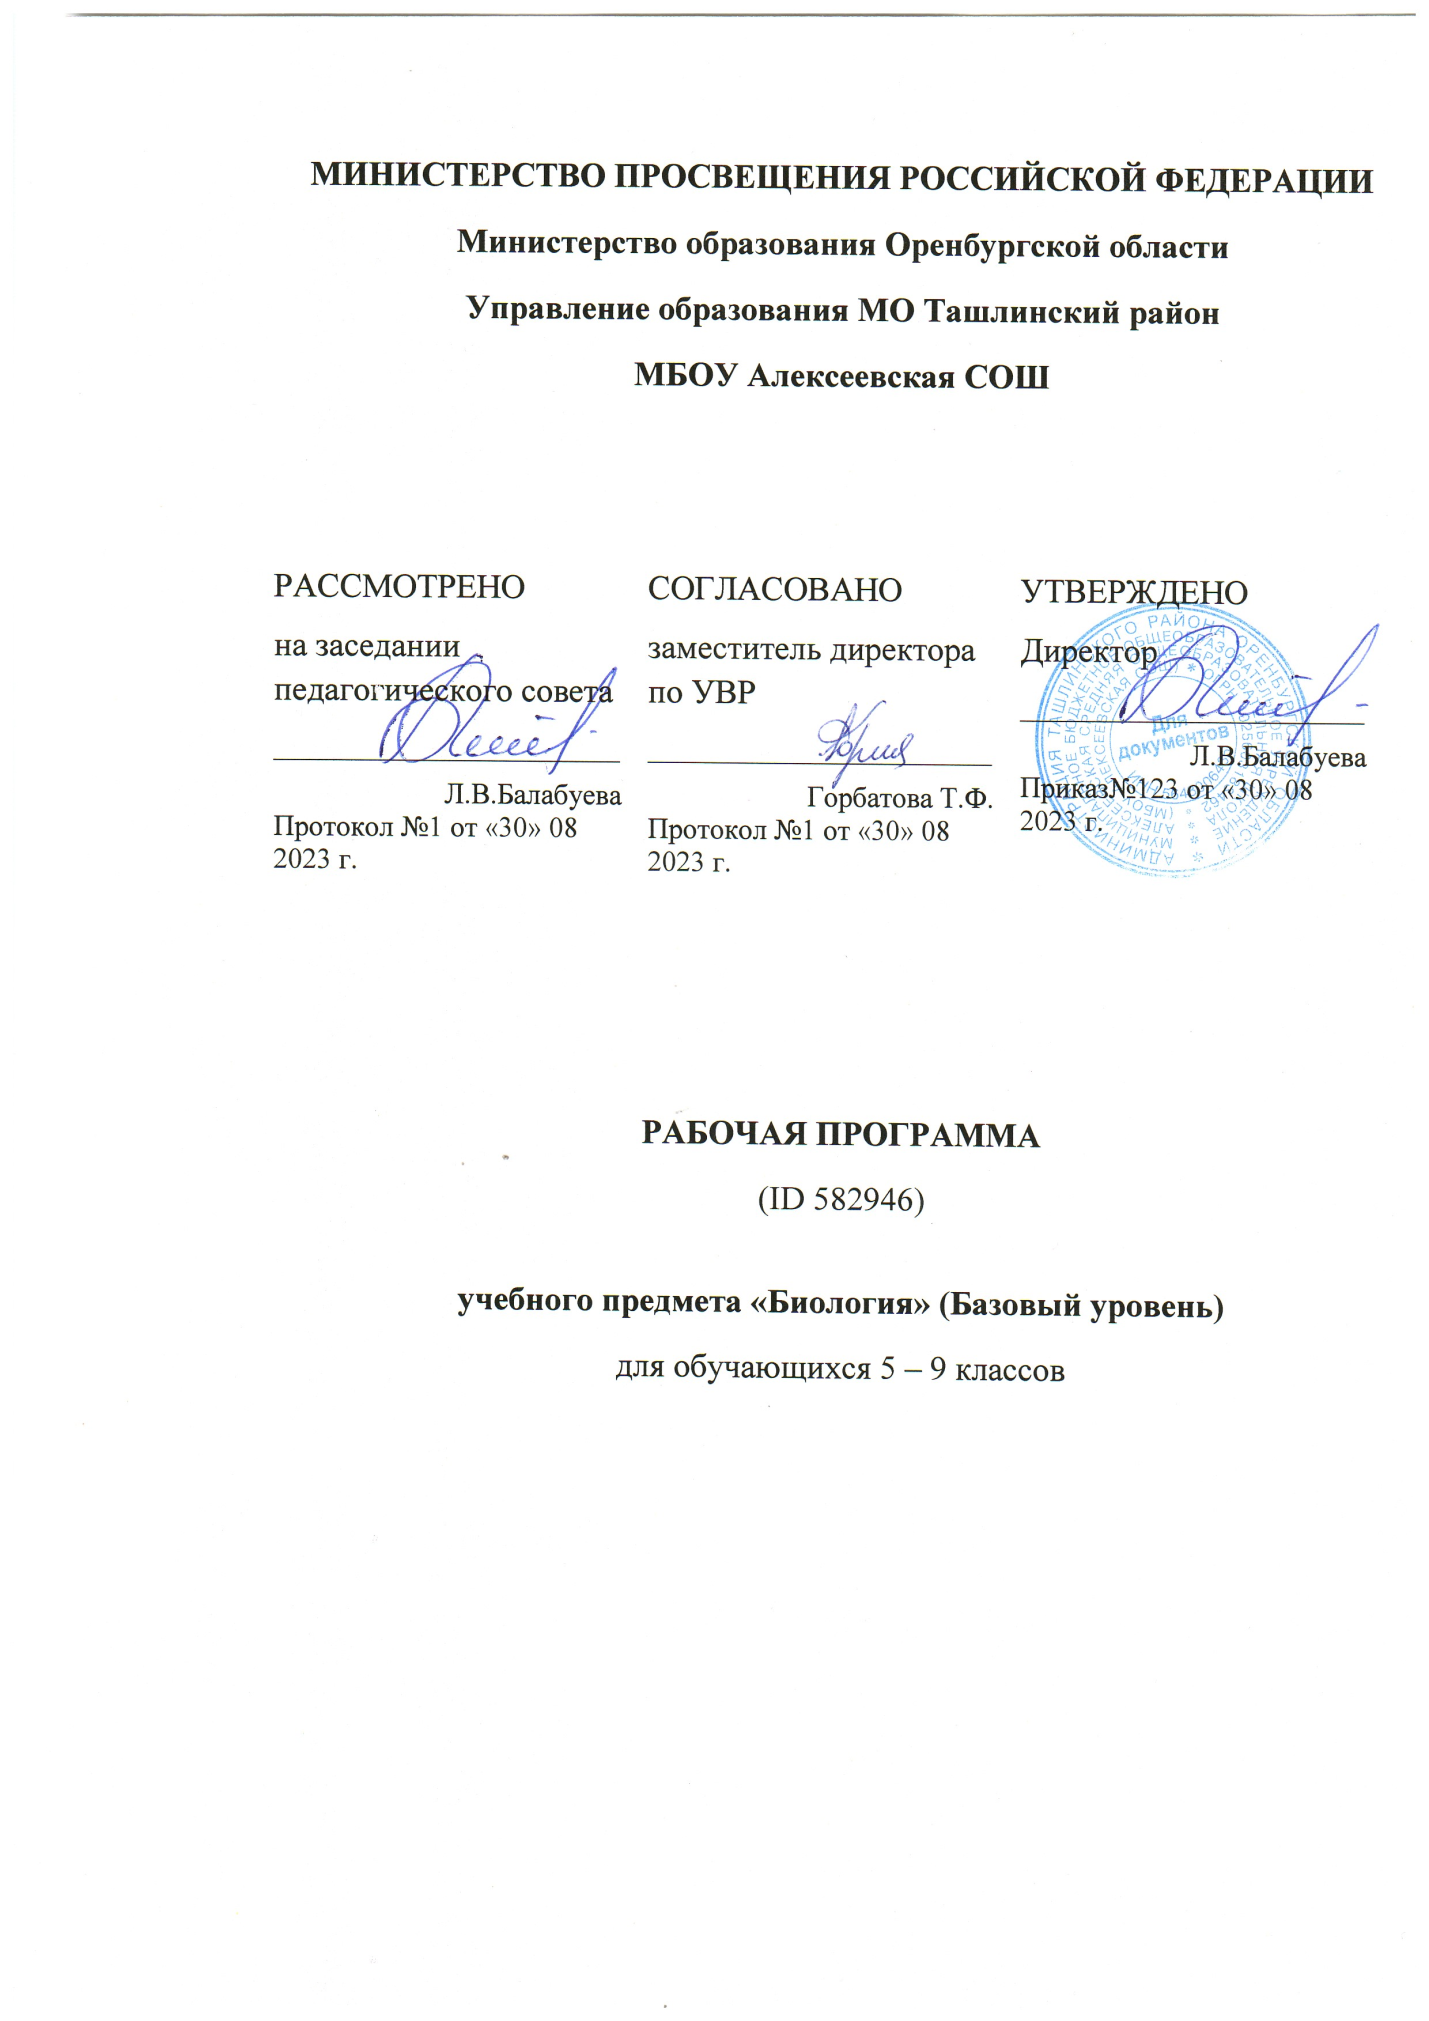 МИНИСТЕРСТВО ПРОСВЕЩЕНИЯ РОССИЙСКОЙ ФЕДЕРАЦИИ
Министерство образования Оренбургской области
Управление образования МО Ташлинский район
МБОУ Алексеевская СОШ
РАССМОТРЕНО
на заседании
педагогического совета
Л.В.Балабуева
Протокол №1 от «30» 08
2023 г.
СОГЛАСОВАНО
заместитель директора
по УВР
Горбатова Т.Ф.
Протокол №1 от «30» 08
2023 г.
УТВЕРЖДЕНО
Директор
Л.В.Балабуева
Приказ№123 от «30» 08
2023 г.
Для
документов
РАБОЧАЯ ПРОГРАММА
(ID 582946)
учебного предмета «Биология» (Базовый уровень)
для обучающихся 5 – 9 классов